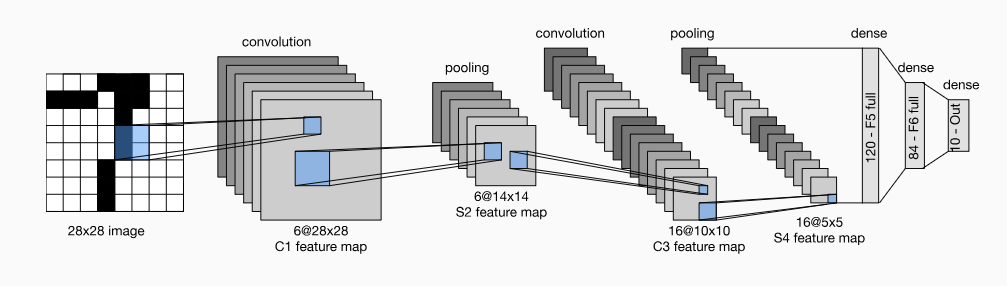 convolution
pooling
convolution
pooling
dense
dense
dense
28x28 image
6@28x28
C1 feature map
6@14x14
S2 feature map
16@10x10
C3 feature map
16@5x5
S4 feature map
120 - F5 full
84 - F6 full
10 - Out